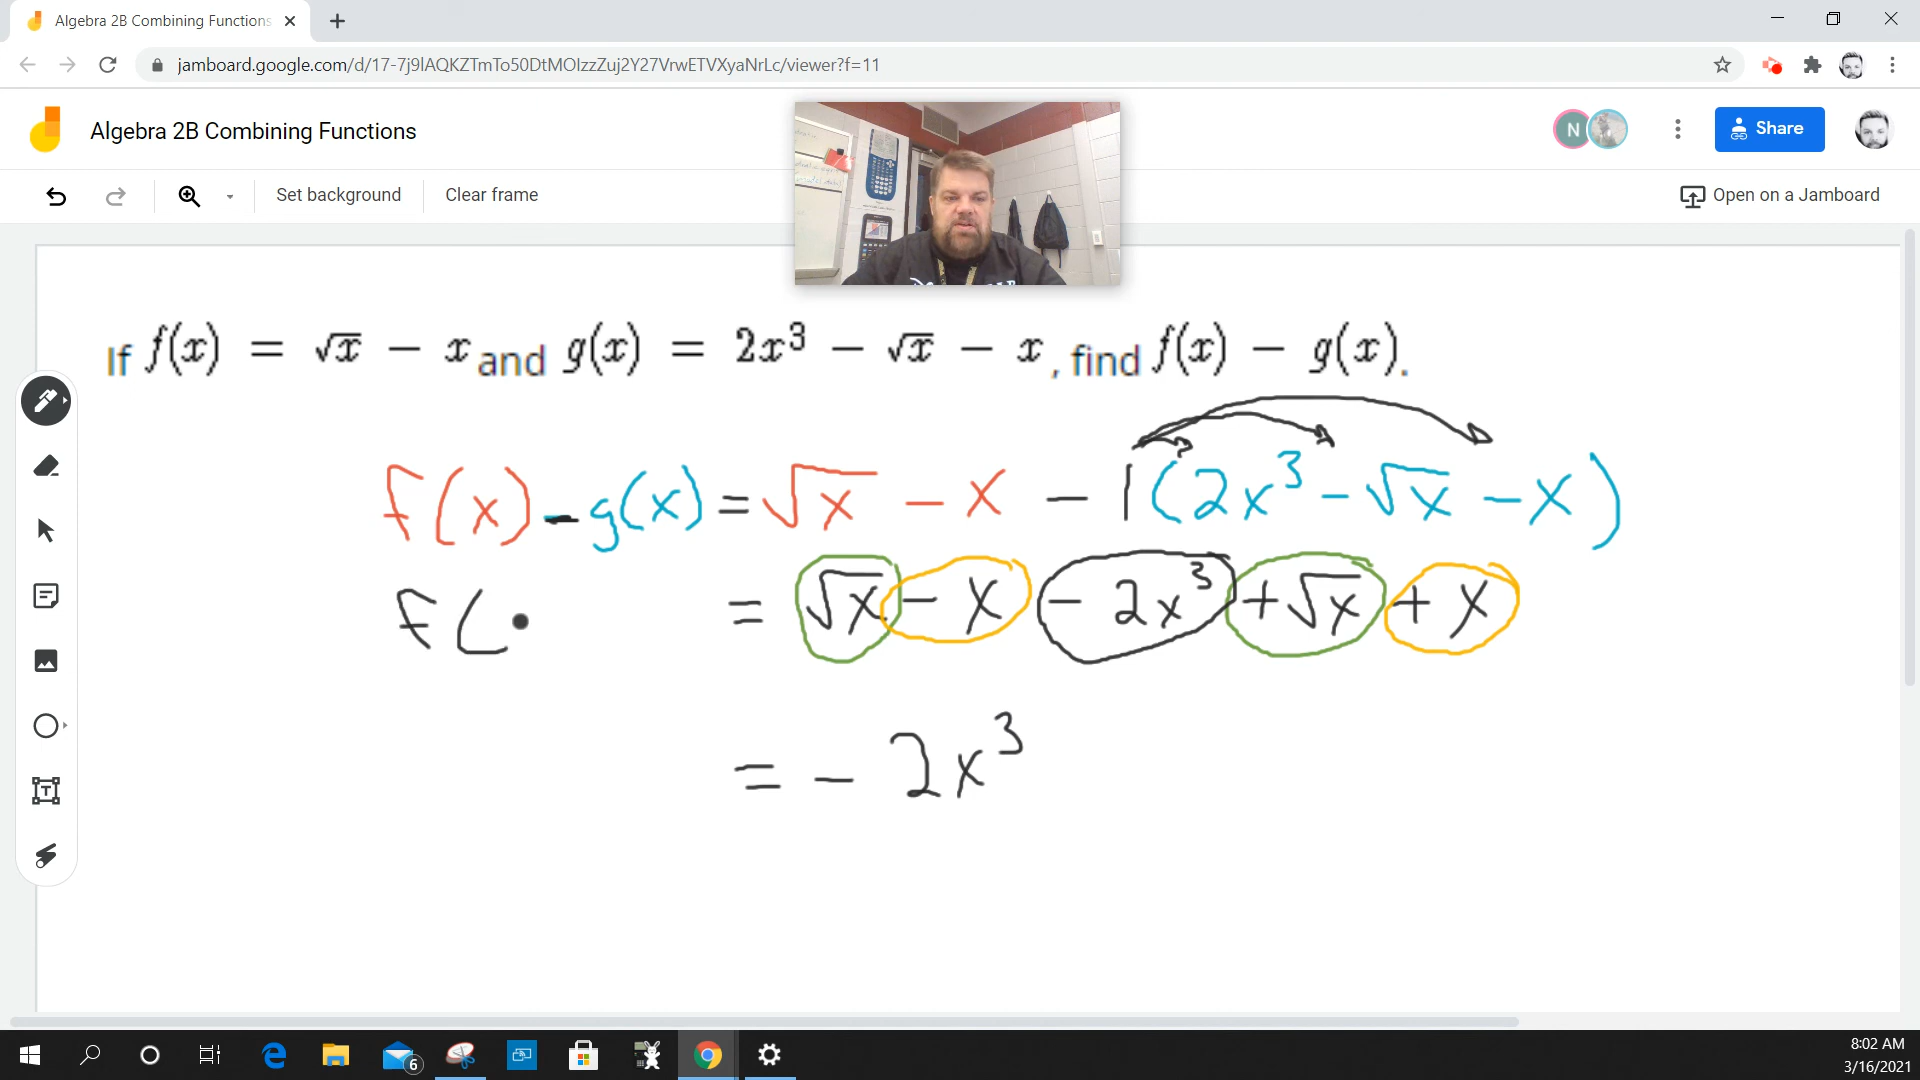 Algebra 2B Combining Functions
jamboard.google.com/d/17-7j9lAQKZTmTo50DtMOIzzZuj2Y27VrwETVXyaNrLc/viewer?f=11
Algebra 2B Combining Functions
N
Share
Set background
Clear frame
Open on a Jamboard
If f(x) = √x − x and g(x) = 2x³ − √x − x, find f(x) − g(x).
f(x) - g(x) = √x - x - 1(2x³ - √x - x)
f( = √x - x - 2x³ + √x + x
= - 2x³
6
8:02 AM
3/16/2021